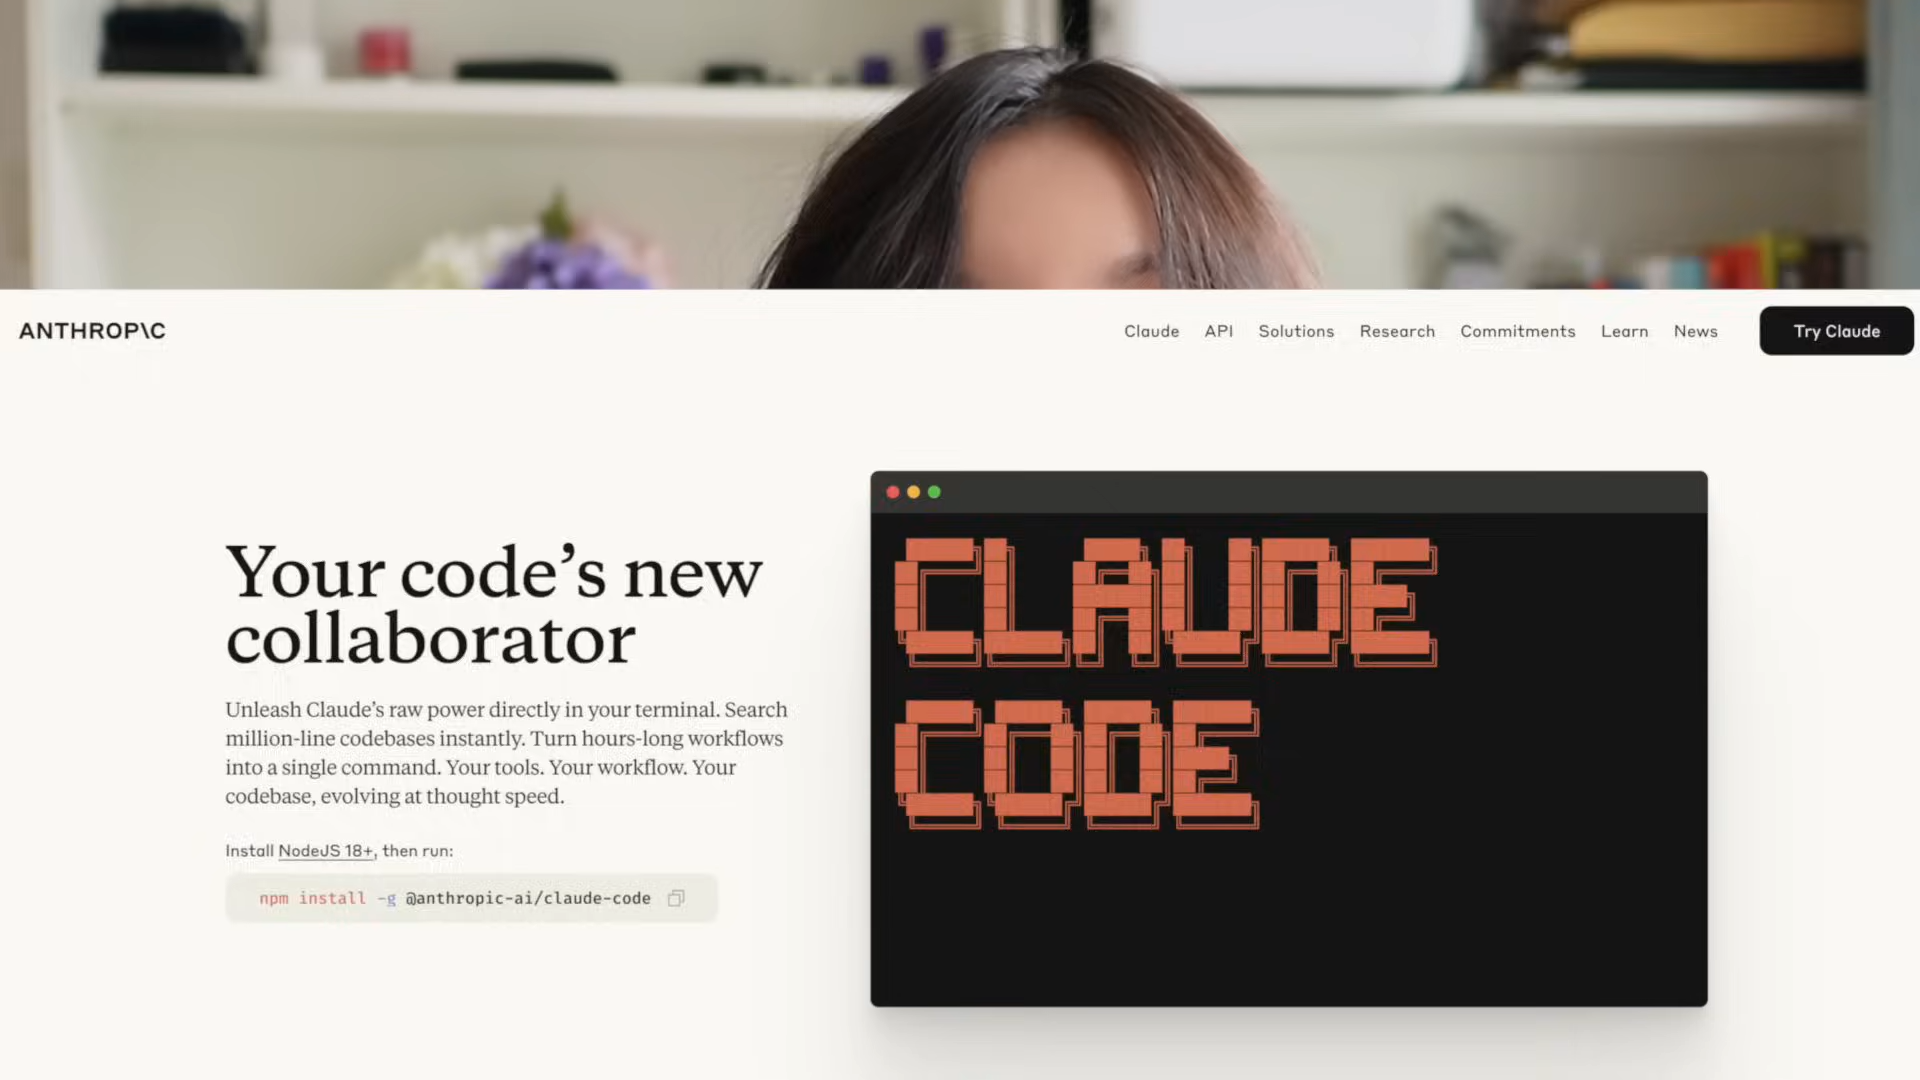 ANTHROP\C
Claude API Solutions Research Commitments Learn News Try Claude
Your code’s new
collaborator
Unleash Claude’s raw power directly in your terminal. Search
million-line codebases instantly. Turn hours-long workflows
into a single command. Your tools. Your workflow. Your
codebase, evolving at thought speed.
Install NodeJS 18+, then run:
npm install -g @anthropic-ai/claude-code
CLAUDE
CODE